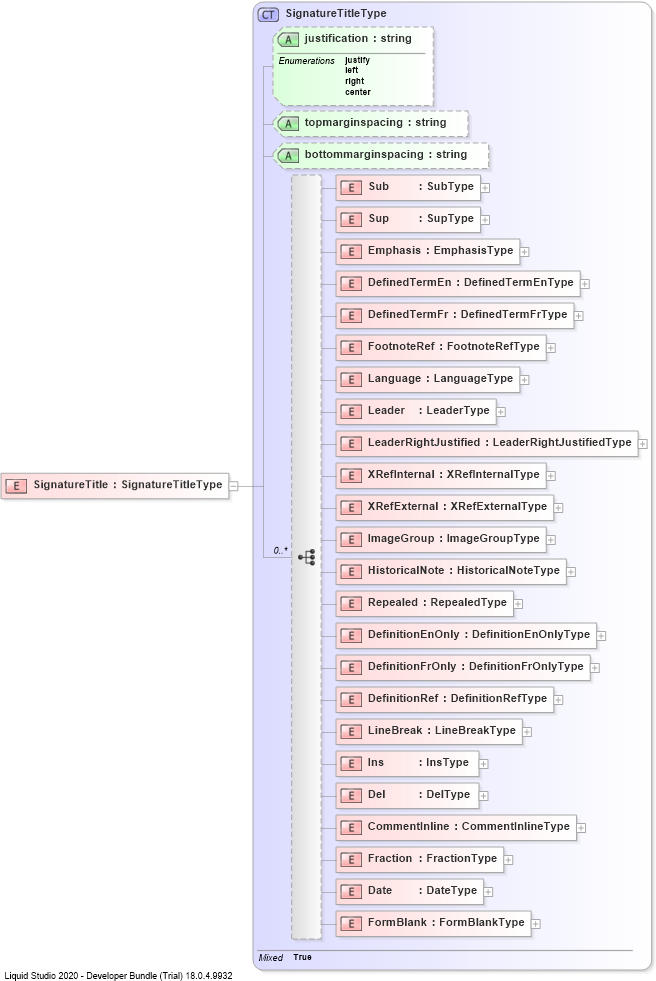 CT SignatureTitleType
A justification : string
Enumerations justify
left
right
center
A topmarginspacing : string
A bottommarginspacing : string
E Sub : SubType
E Sup : SupType
E Emphasis : EmphasisType
E DefinedTermEn : DefinedTermEnType
E DefinedTermFr : DefinedTermFrType
E FootnoteRef : FootnoteRefType
E Language : LanguageType
E Leader : LeaderType
E LeaderRightJustified : LeaderRightJustifiedType
E SignatureTitle : SignatureTitleType
E XRefInternal : XRefInternalType
E XRefExternal : XRefExternalType
E ImageGroup : ImageGroupType
0..*
E HistoricalNote : HistoricalNoteType
E Repealed : RepealedType
E DefinitionEnOnly : DefinitionEnOnlyType
E DefinitionFrOnly : DefinitionFrOnlyType
E DefinitionRef : DefinitionRefType
E LineBreak : LineBreakType
E Ins : InsType
E Del : DelType
E CommentInline : CommentInlineType
E Fraction : FractionType
E Date : DateType
E FormBlank : FormBlankType
Mixed True
Liquid Studio 2020 - Developer Bundle (Trial) 18.0.4.9932